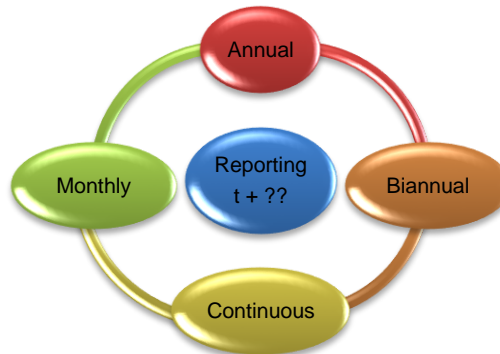 Annual
Reporting
t + ??
Monthly
Biannual
Continuous